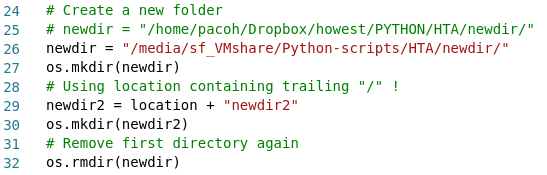 24 # Create a new folder
25 # newdir = "/home/pacoh/Dropbox/howest/PYTHON/HTA/newdir/"
26 newdir = "/media/sf_VMshare/Python-scripts/HTA/newdir/"
27 os.mkdir(newdir)
28 # Using location containing trailing "/" !
29 newdir2 = location + "newdir2"
30 os.mkdir(newdir2)
31 # Remove first directory again
32 os.rmdir(newdir)